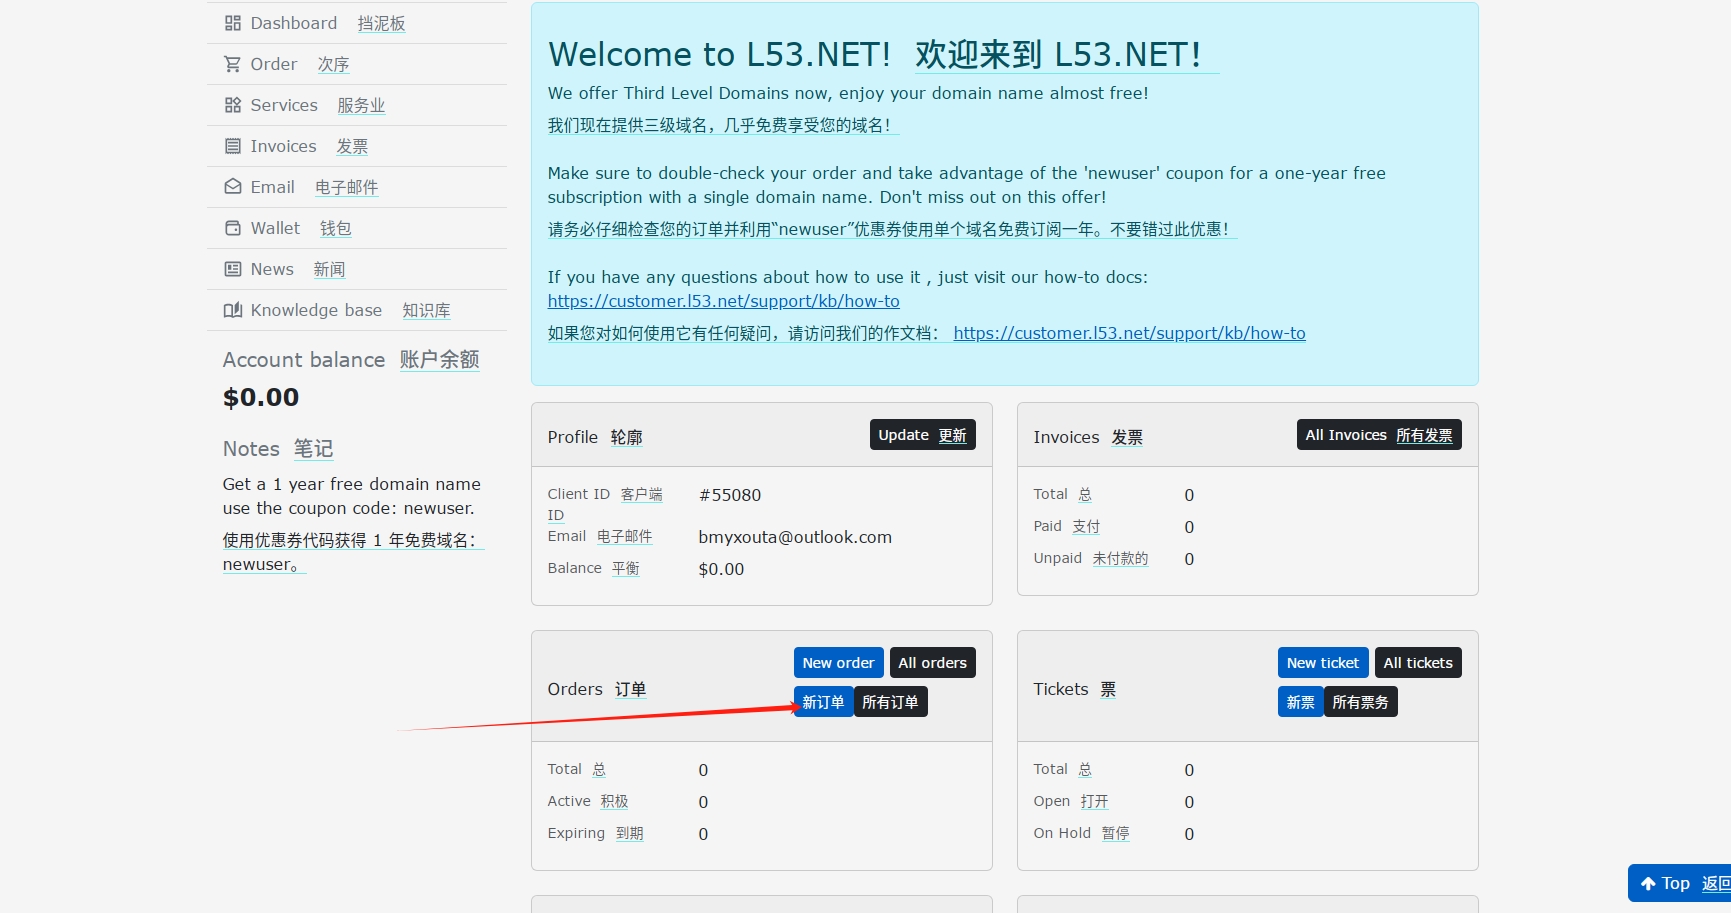 Dashboard 挡泥板
Order 次序
Services 服务业
Invoices 发票
Email 电子邮件
Wallet 钱包
News 新闻
Knowledge base 知识库
Account balance 账户余额
$0.00
Notes 笔记
Get a 1 year free domain name
use the coupon code: newuser.
使用优惠券代码获得 1 年免费域名：
newuser。
Welcome to L53.NET! 欢迎来到 L53.NET！
We offer Third Level Domains now, enjoy your domain name almost free!
我们现在提供三级域名，几乎免费享受您的域名！
Make sure to double-check your order and take advantage of the 'newuser' coupon for a one-year free
subscription with a single domain name. Don't miss out on this offer!
请务必仔细检查您的订单并利用“newuser”优惠券使用单个域名免费订阅一年。不要错过此优惠！
If you have any questions about how to use it , just visit our how-to docs:
https://customer.l53.net/support/kb/how-to
如果您对如何使用它有任何疑问，请访问我们的作文档： https://customer.l53.net/support/kb/how-to
Profile 轮廓
Update 更新
Client ID 客户端
ID
#55080
Email 电子邮件 bmyxouta@outlook.com
Balance 平衡 $0.00
Invoices 发票
All Invoices 所有发票
Total 总 0
Paid 支付 0
Unpaid 未付款的 0
Orders 订单
New order All orders
新订单 所有订单
Total 总 0
Active 积极 0
Expiring 到期 0
Tickets 票
New ticket All tickets
新票 所有票务
Total 总 0
Open 打开 0
On Hold 暂停 0
Top 返回